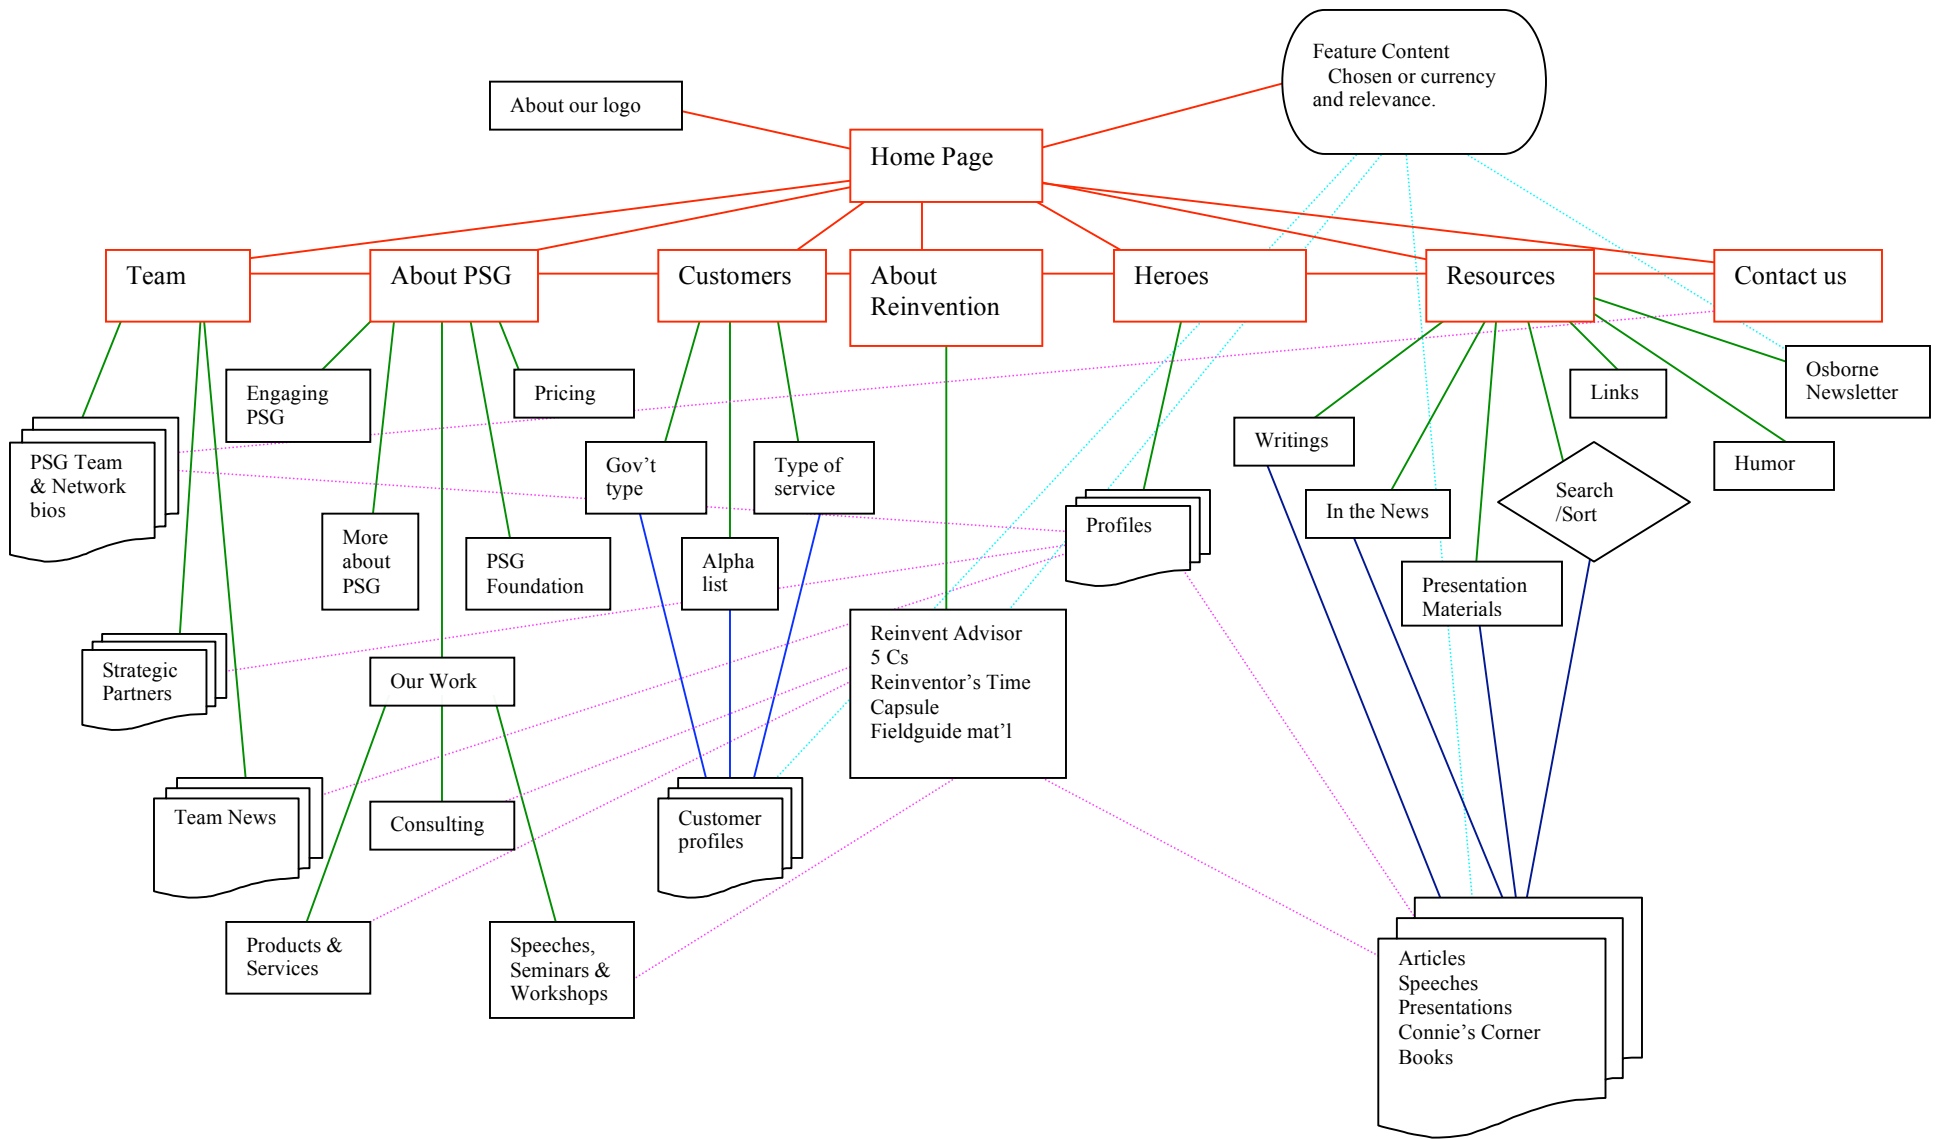 Feature Content
Chosen or currency
and relevance.
About our logo
Home Page
Team
About PSG
Customers
About
Reinvention
Heroes
Resources
Contact us
Engaging
PSG
Pricing
Links
Osborne
Newsletter
PSG Team
& Network
bios
Gov't
type
Type of
service
Writings
Humor
More
about
PSG
PSG
Foundation
Alpha
list
Profiles
In the News
Search
/Sort
Presentation
Materials
Strategic
Partners
Our Work
Reinvent Advisor
5 Cs
Reinventor's Time
Capsule
Fieldguide mat'l
Team News
Consulting
Customer
profiles
Products &
Services
Speeches,
Seminars &
Workshops
Articles
Speeches
Presentations
Connie's Corner
Books